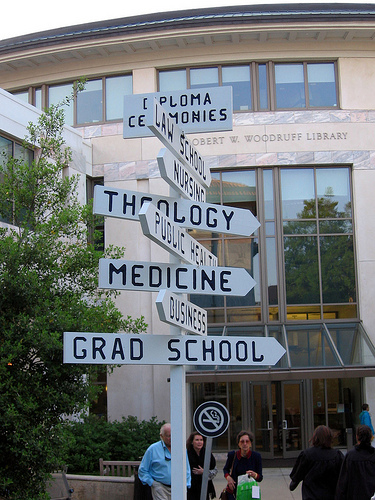 DIPLOMA
CEREMONIES
LAW SCHOOL
ROBERT W. WOODRUFF LIBRARY
NURSING
THEOLOGY
PUBLIC HEALTH
MEDICINE
BUSINESS
GRAD SCHOOL